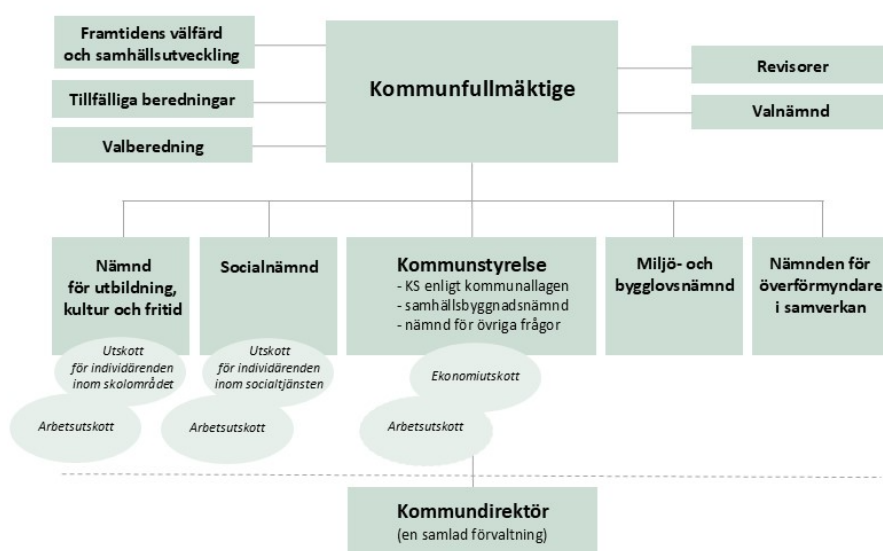 Framtidens välfärd
och samhällsutveckling
Tillfälliga beredningar
Valberedning
Kommunfullmäktige
Revisorer
Valnämnd
Nämnd
för utbildning,
kultur och fritid
Socialnämnd
Kommunstyrelse
- KS enligt kommunallagen
- samhällsbyggnadsnämnd
- nämnd för övriga frågor
Miljö- och
bygglovsnämnd
Nämnden för
överförmyndare
i samverkan
Utskott
för individärenden
inom skolområdet
Arbetsutskott
Utskott
för individärenden
inom socialtjänsten
Arbetsutskott
Ekonomiutskott
Arbetsutskott
Kommundirektör
(en samlad förvaltning)